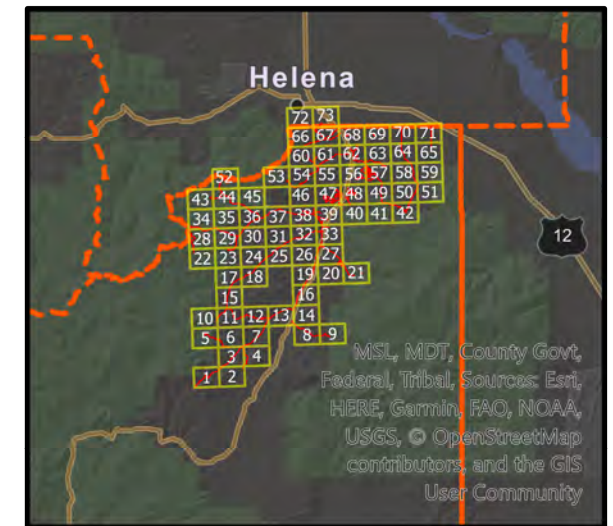 Helena
72 73
66 67 68 69 70 71
60 61 62 63 64 65
52 53 54 55 56 57 58 59
43 44 45 46 47 48 49 50 51
34 35 36 37 38 39 40 41 42
28 29 30 31 32 33
22 23 24 25 26 27
17 18 19 20 21
15 16
10 11 12 13 14
5 6 7 8 9
3 4
1 2
12
MSL, MDT, County Govt,
Federal, Tribal, Sources: Esri,
HERE, Garmin, FAO, NOAA,
USGS, © OpenStreetMap
contributors, and the GIS
User Community